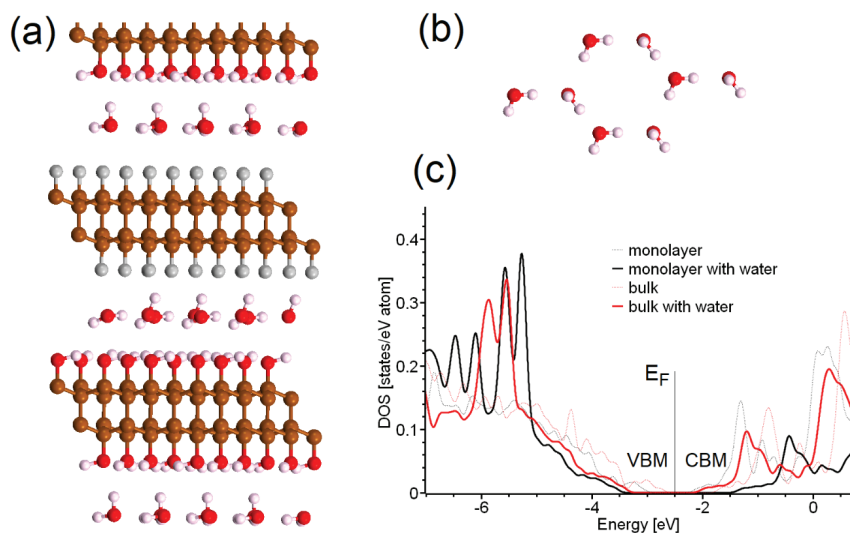 (a)
(b)
(c)
monolayer
monolayer with water
bulk
bulk with water
DOS [states/eV atom]
0.4
0.3
0.2
0.1
0
E_F
VBM
CBM
-6
-4
-2
0
Energy [eV]